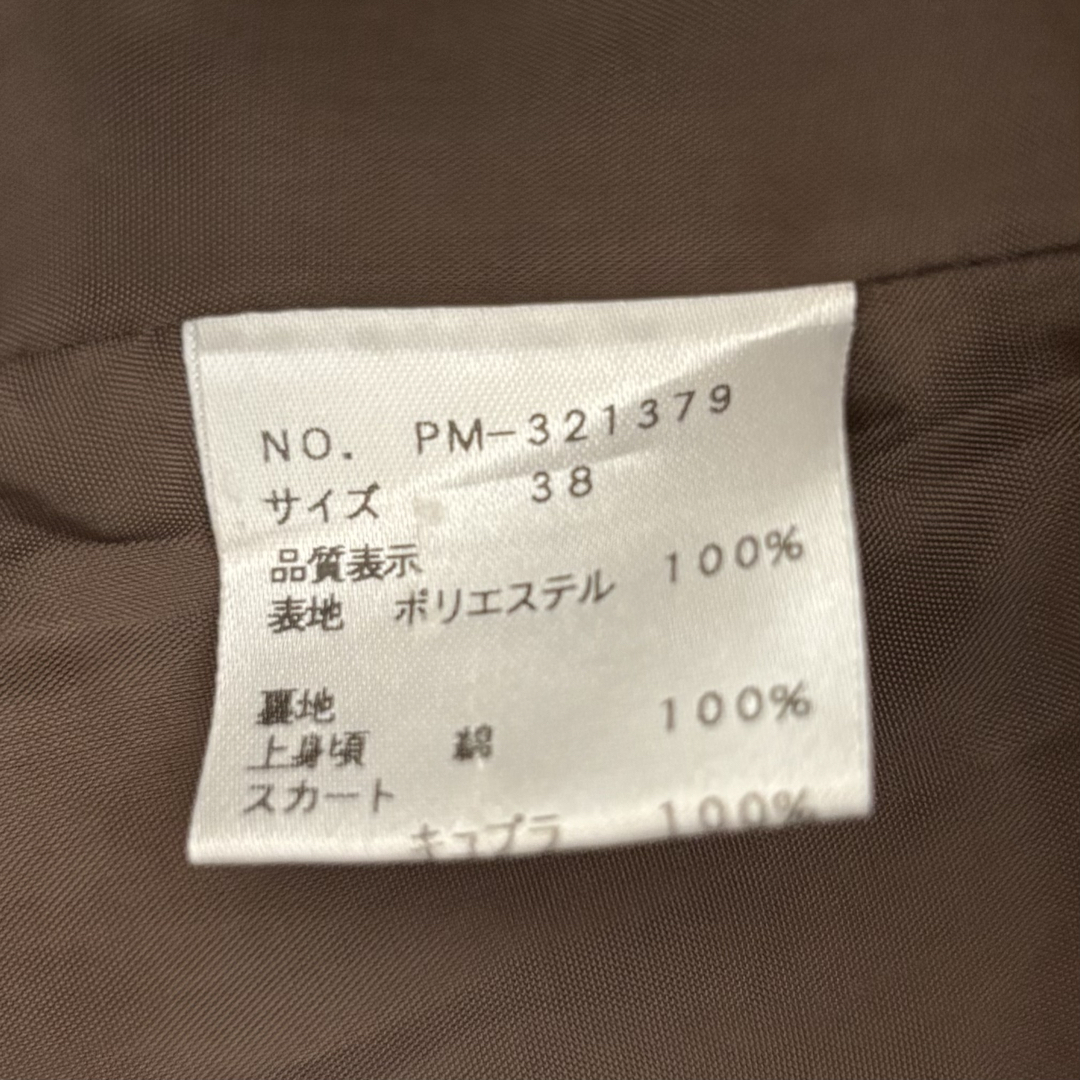 NO. PM-321379
サイズ 38
品質表示
表地 ポリエステル 100%
裏地
上身頃 綿 100%
スカート
キュプラ 100%